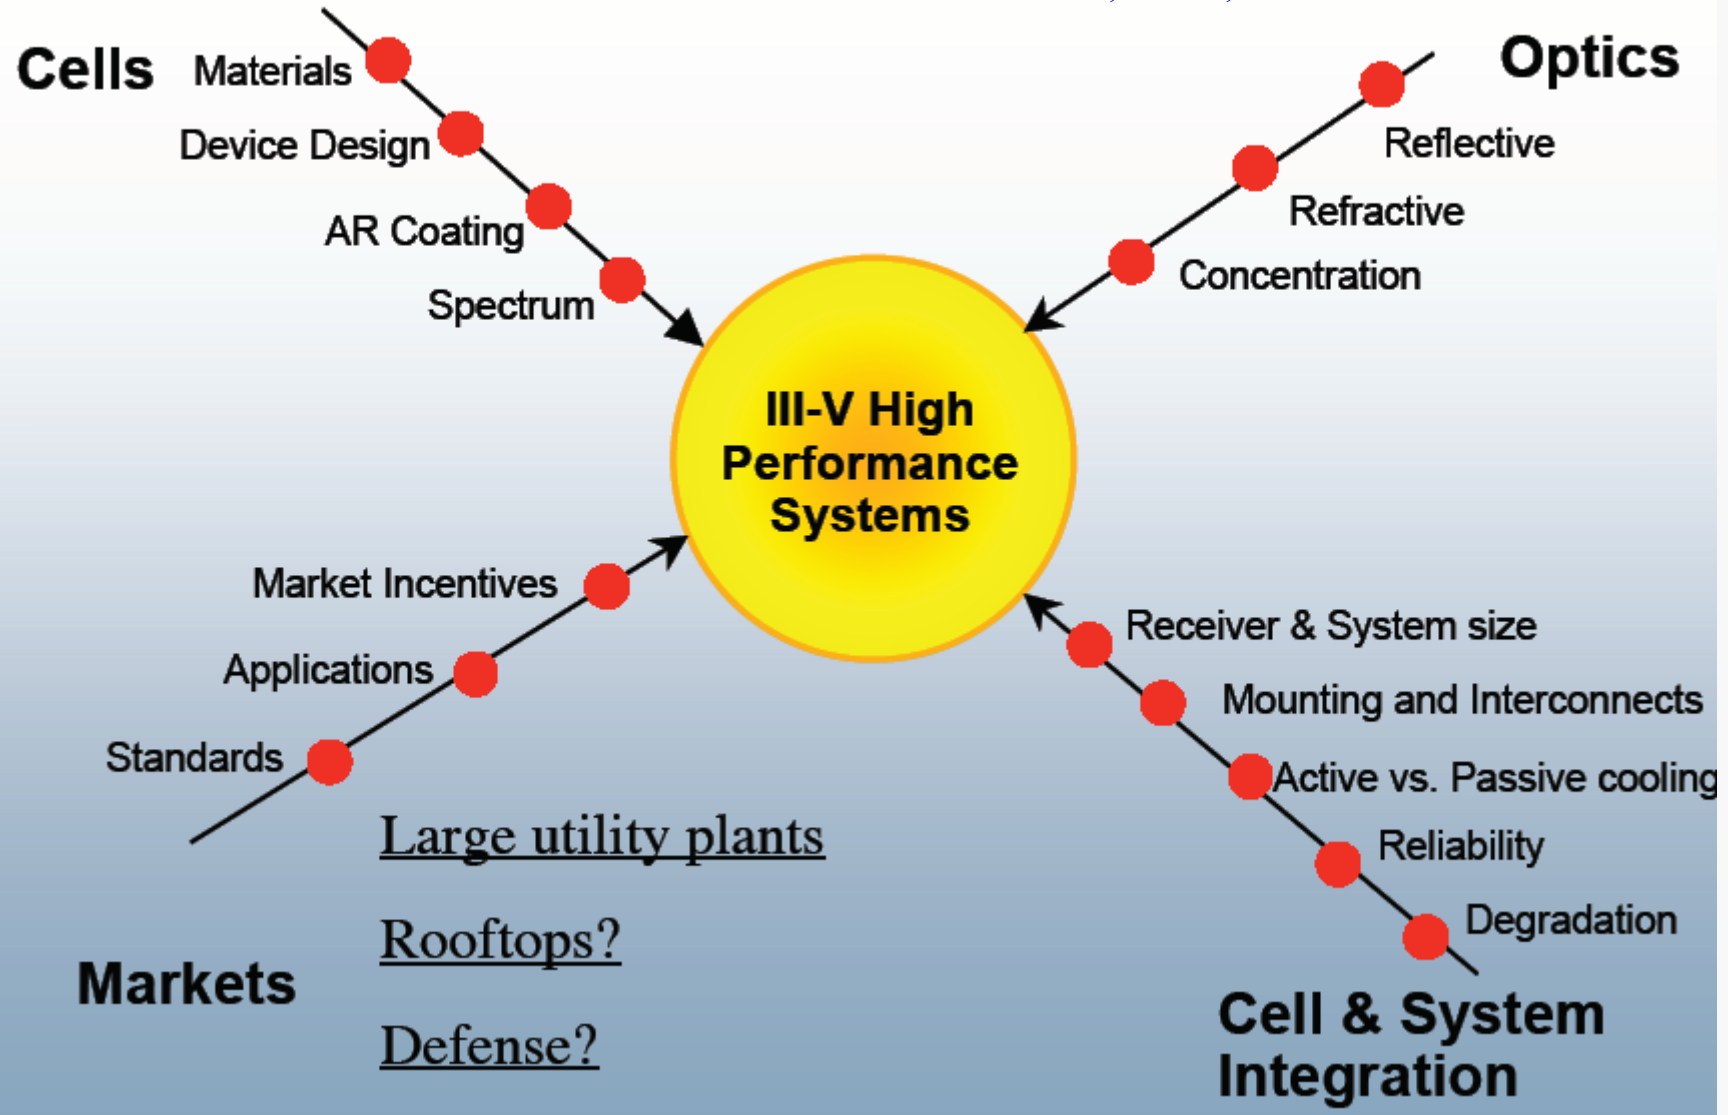 Cells
Materials
Device Design
AR Coating
Spectrum
Optics
Reflective
Refractive
Concentration
III-V High
Performance
Systems
Market Incentives
Applications
Standards
Large utility plants
Rooftops?
Defense?
Markets
Receiver & System size
Mounting and Interconnects
Active vs. Passive cooling
Reliability
Degradation
Cell & System
Integration